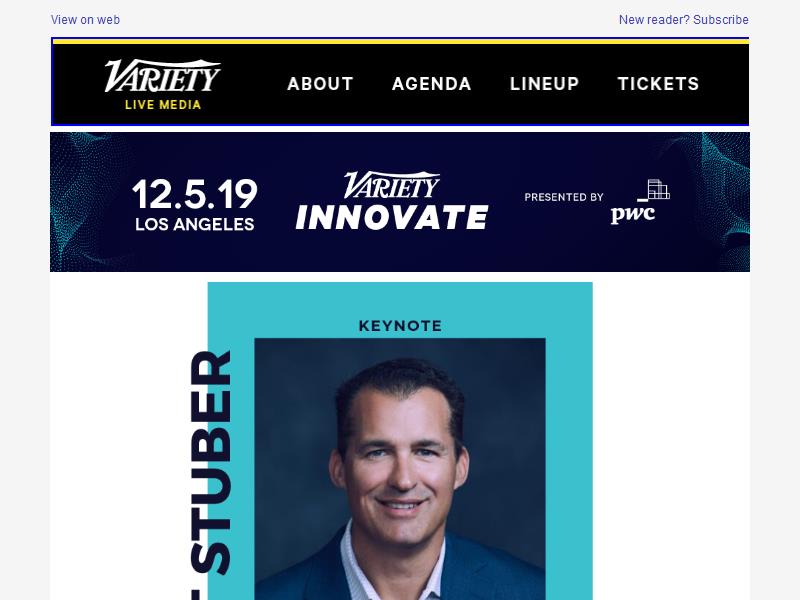 View on web
New reader? Subscribe
VARIETY
LIVE MEDIA
ABOUT AGENDA LINEUP TICKETS
12.5.19
LOS ANGELES
VARIETY
INNOVATE
PRESENTED BY
pwc
KEYNOTE
STUBER